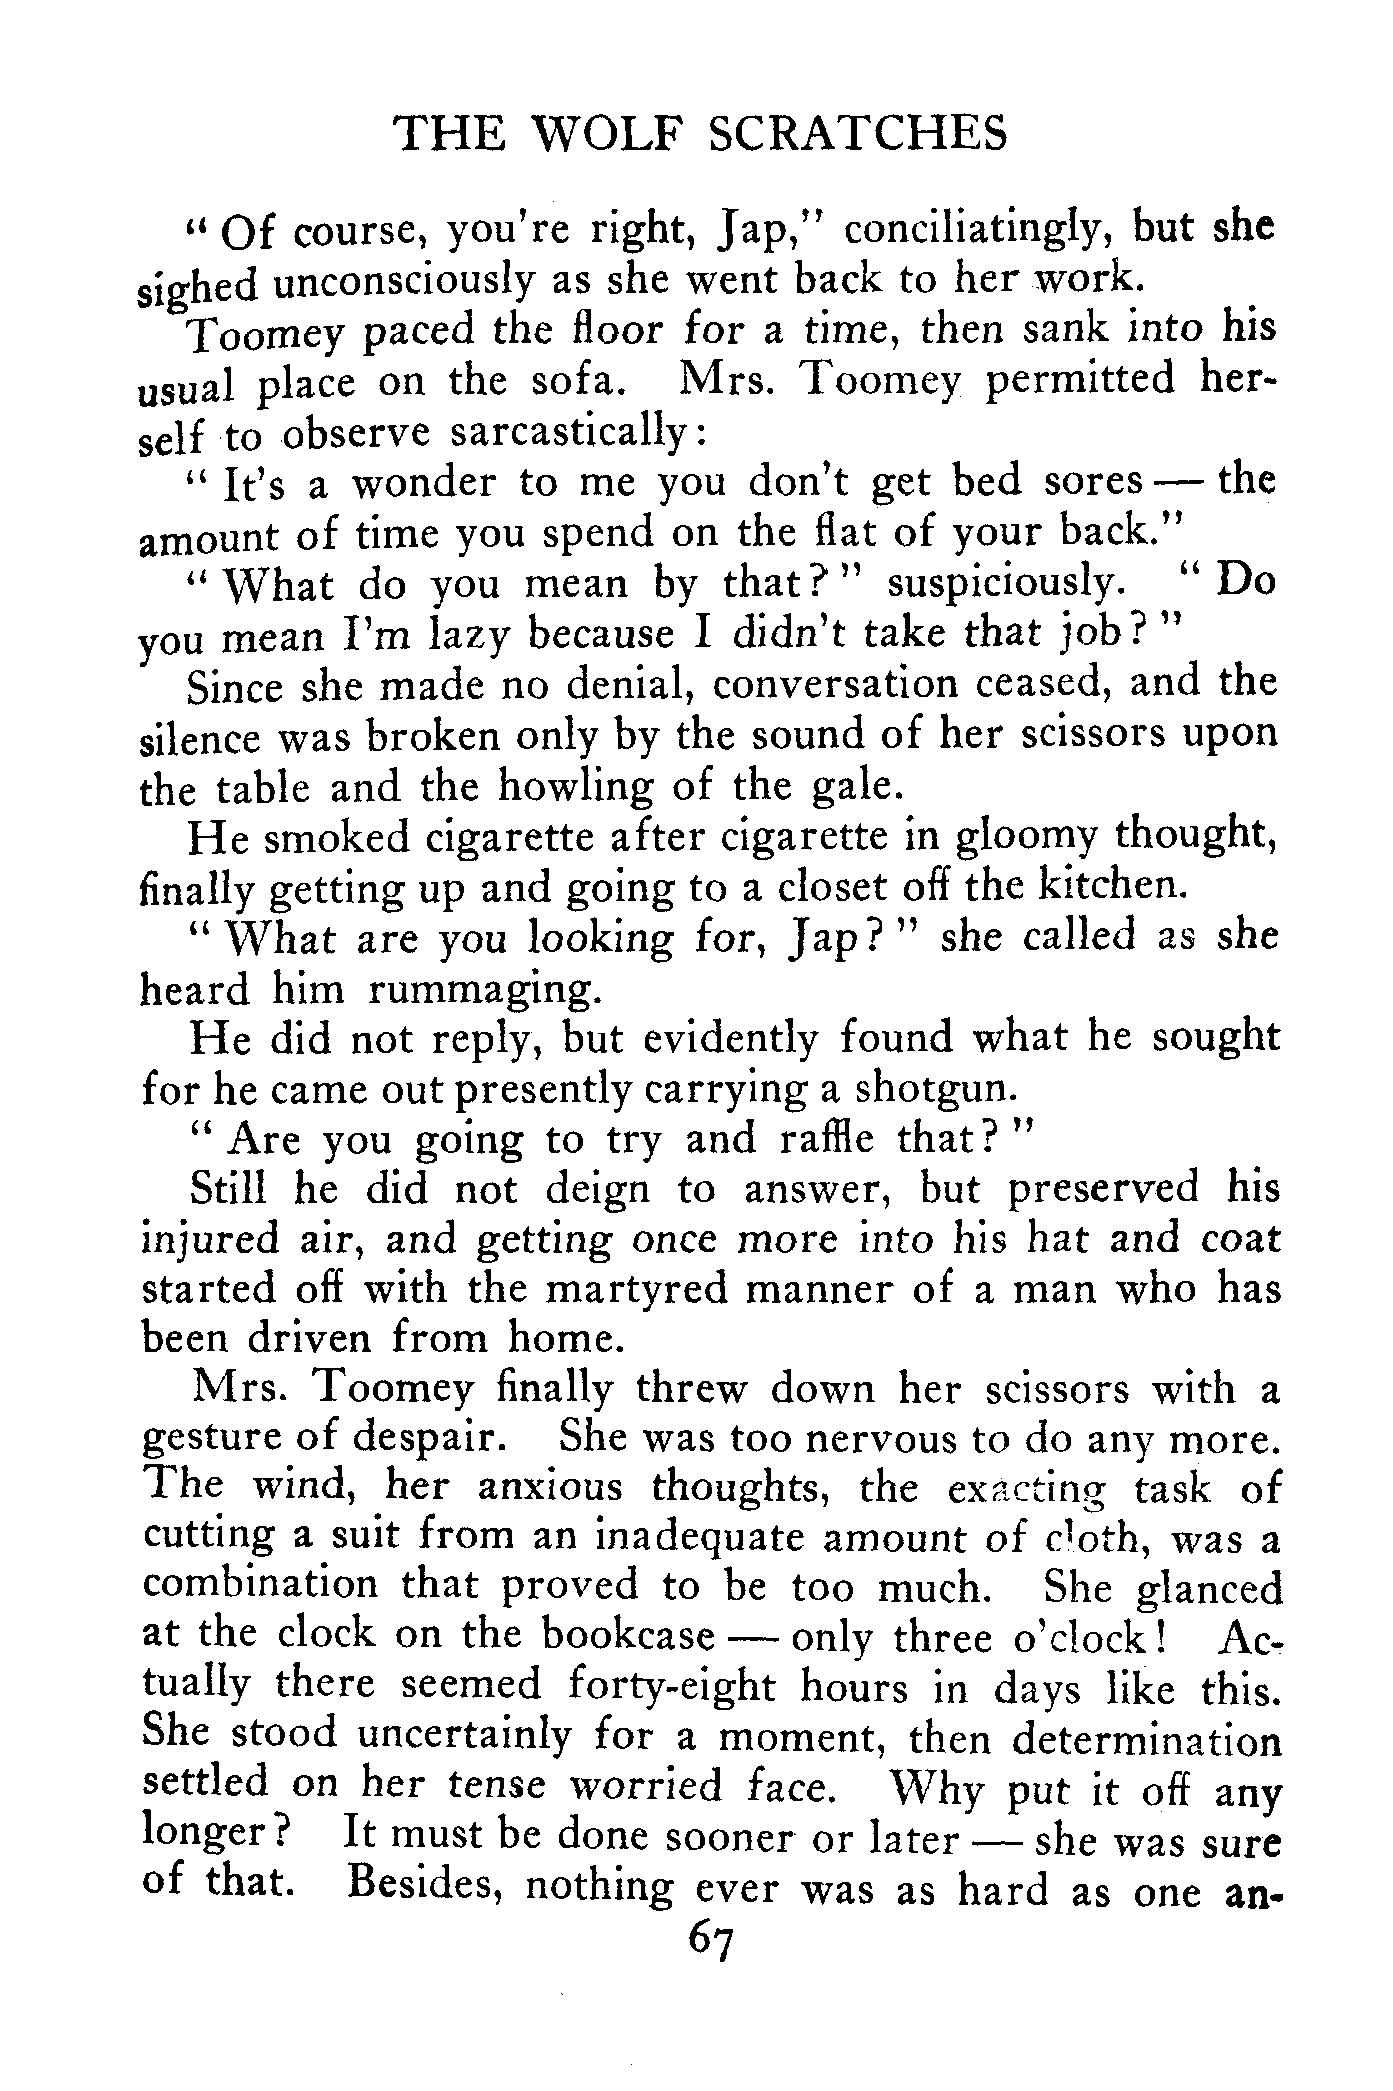 THE WOLF SCRATCHES
" Of course, you're right, Jap," conciliatingly, but she
sighed unconsciously as she went back to her work.
Toomey paced the floor for a time, then sank into his
usual place on the sofa. Mrs. Toomey permitted her-
self to observe sarcastically:
" It's a wonder to me you don't get bed sores — the
amount of time you spend on the flat of your back."
" What do you mean by that? " suspiciously. " Do
you mean I'm lazy because I didn't take that job? "
Since she made no denial, conversation ceased, and the
silence was broken only by the sound of her scissors upon
the table and the howling of the gale.
He smoked cigarette after cigarette in gloomy thought,
finally getting up and going to a closet off the kitchen.
" What are you looking for, Jap? " she called as she
heard him rummaging.
He did not reply, but evidently found what he sought
for he came out presently carrying a shotgun.
" Are you going to try and raffle that? "
Still he did not deign to answer, but preserved his
injured air, and getting once more into his hat and coat
started off with the martyred manner of a man who has
been driven from home.
Mrs. Toomey finally threw down her scissors with a
gesture of despair. She was too nervous to do any more.
The wind, her anxious thoughts, the exacting task of
cutting a suit from an inadequate amount of cloth, was a
combination that proved to be too much. She glanced
at the clock on the bookcase — only three o'clock! Ac-
tually there seemed forty-eight hours in days like this.
She stood uncertainly for a moment, then determination
settled on her tense worried face. Why put it off any
longer? It must be done sooner or later — she was sure
of that. Besides, nothing ever was as hard as one an-
67